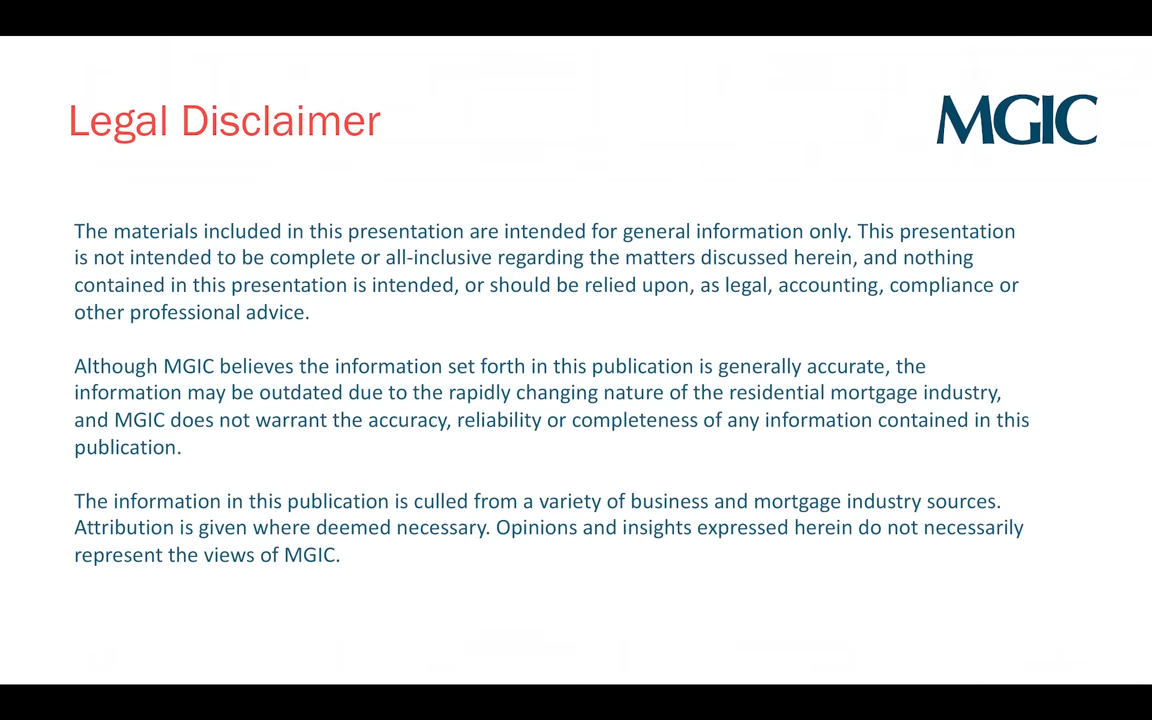 Legal Disclaimer
MGIC
The materials included in this presentation are intended for general information only. This presentation
is not intended to be complete or all-inclusive regarding the matters discussed herein, and nothing
contained in this presentation is intended, or should be relied upon, as legal, accounting, compliance or
other professional advice.
Although MGIC believes the information set forth in this publication is generally accurate, the
information may be outdated due to the rapidly changing nature of the residential mortgage industry,
and MGIC does not warrant the accuracy, reliability or completeness of any information contained in this
publication.
The information in this publication is culled from a variety of business and mortgage industry sources.
Attribution is given where deemed necessary. Opinions and insights expressed herein do not necessarily
represent the views of MGIC.